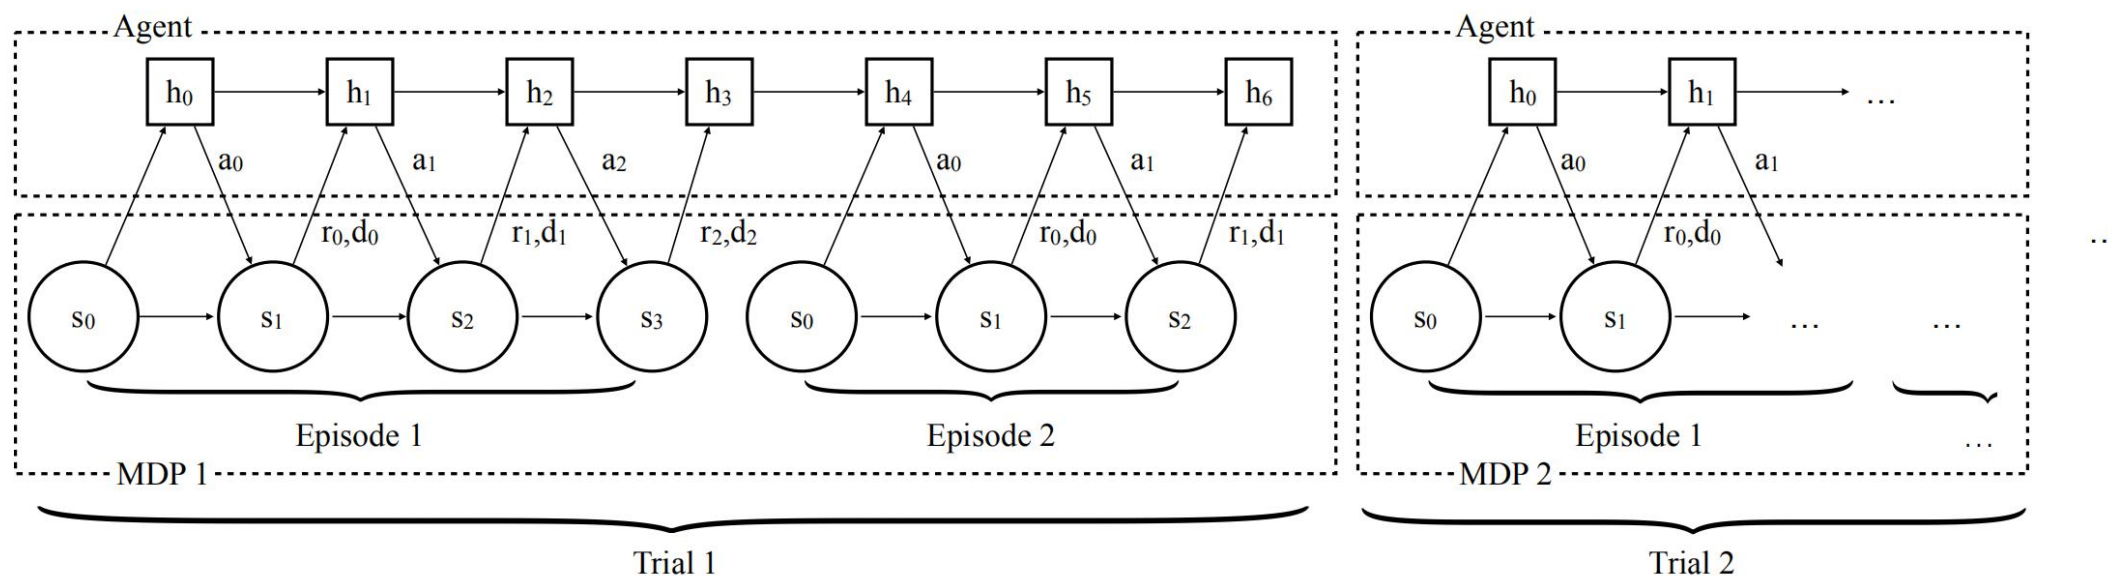 Agent Agent
h0 h1 h2 h3 h4 h5 h6 h0 h1 ...
a0 a1 a2 a0 a1 a0 a1
r0,d0 r1,d1 r2,d2 r0,d0 r1,d1 r0,d0 ..
s0 s1 s2 s3 s0 s1 s2 s0 s1 ... ...
Episode 1 Episode 2 Episode 1 ...
MDP 1 MDP 2
Trial 1 Trial 2